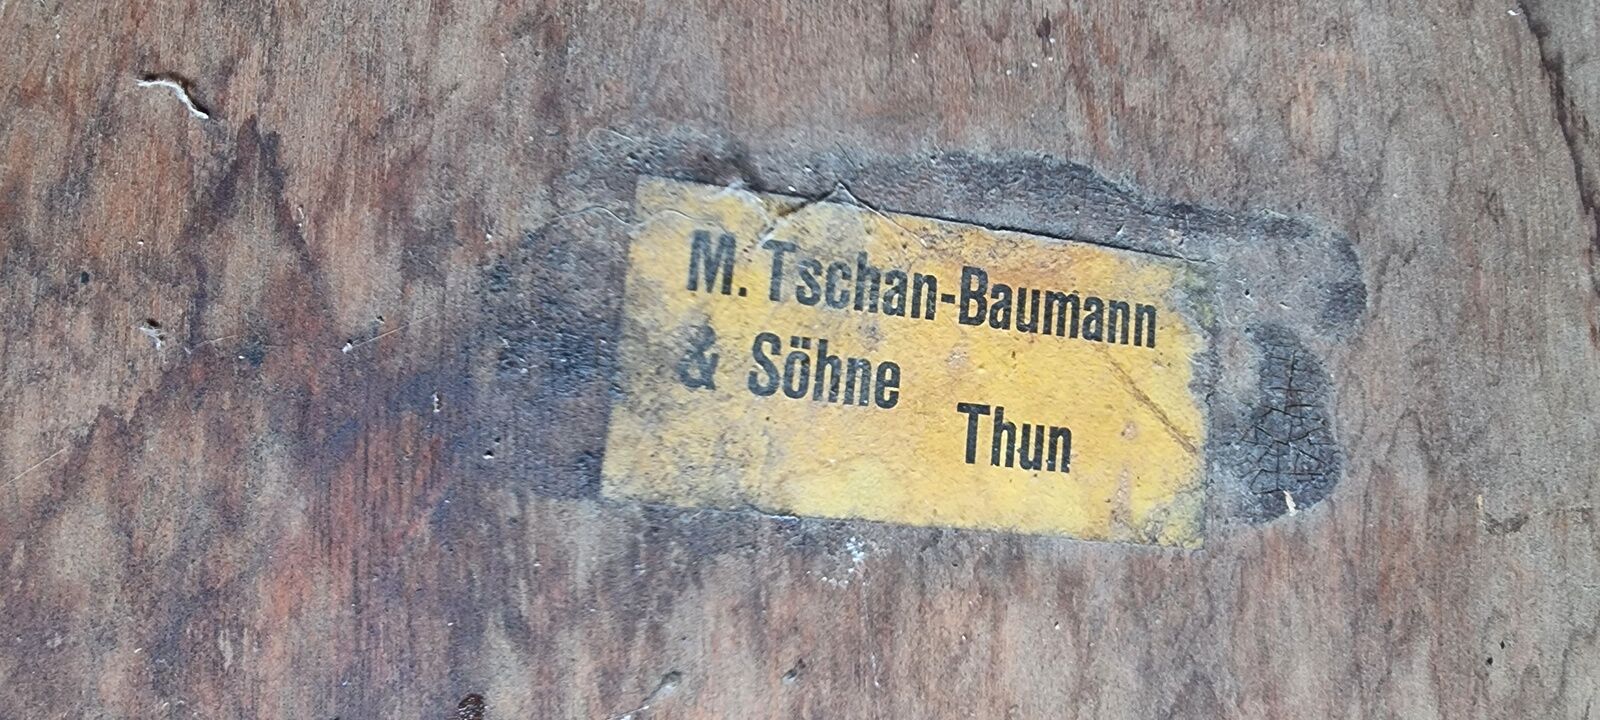 M. Tschan-Baumann
& Söhne
Thun